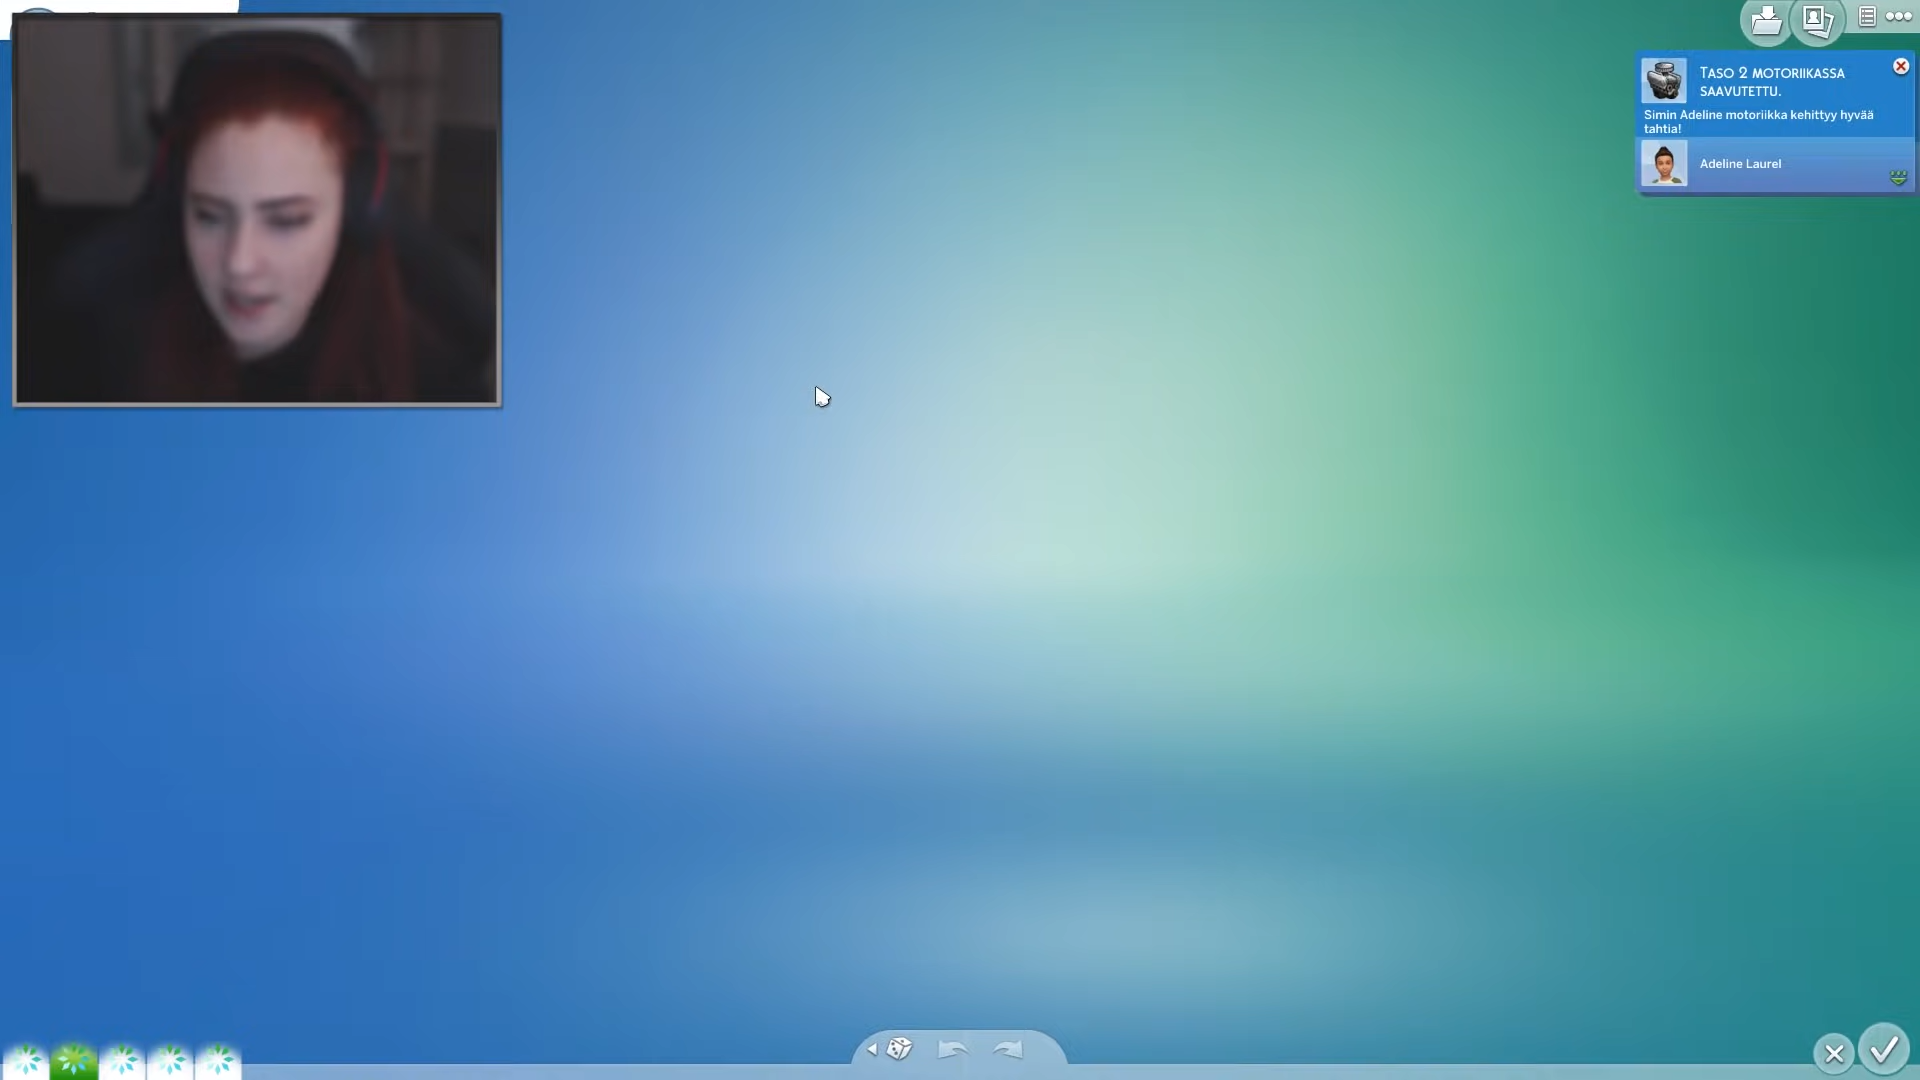 TASO 2 MOTORIIKASSA
SAAVUTETTU.
Simin Adeline motoriikka kehittyy hyvää
tahtia!
Adeline Laurel